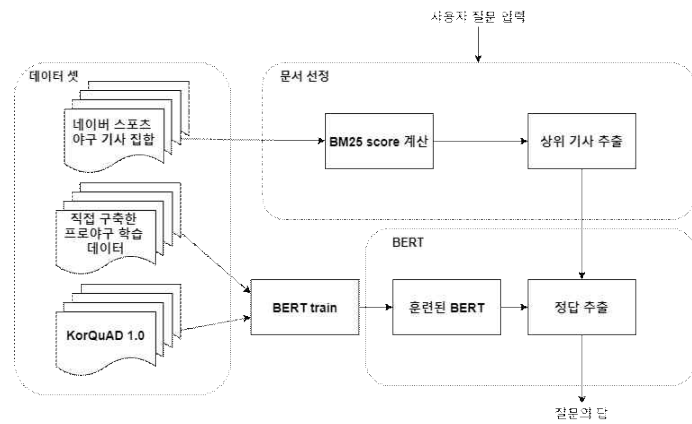 사용자 질문 입력
데이터 셋
문서 선정
네이버 스포츠
야구 기사 집합
BM25 score 계산
상위 기사 추출
직접 구축한
프로야구 학습
데이터
BERT
BERT train
훈련된 BERT
정답 추출
KorQuAD 1.0
질문의 답